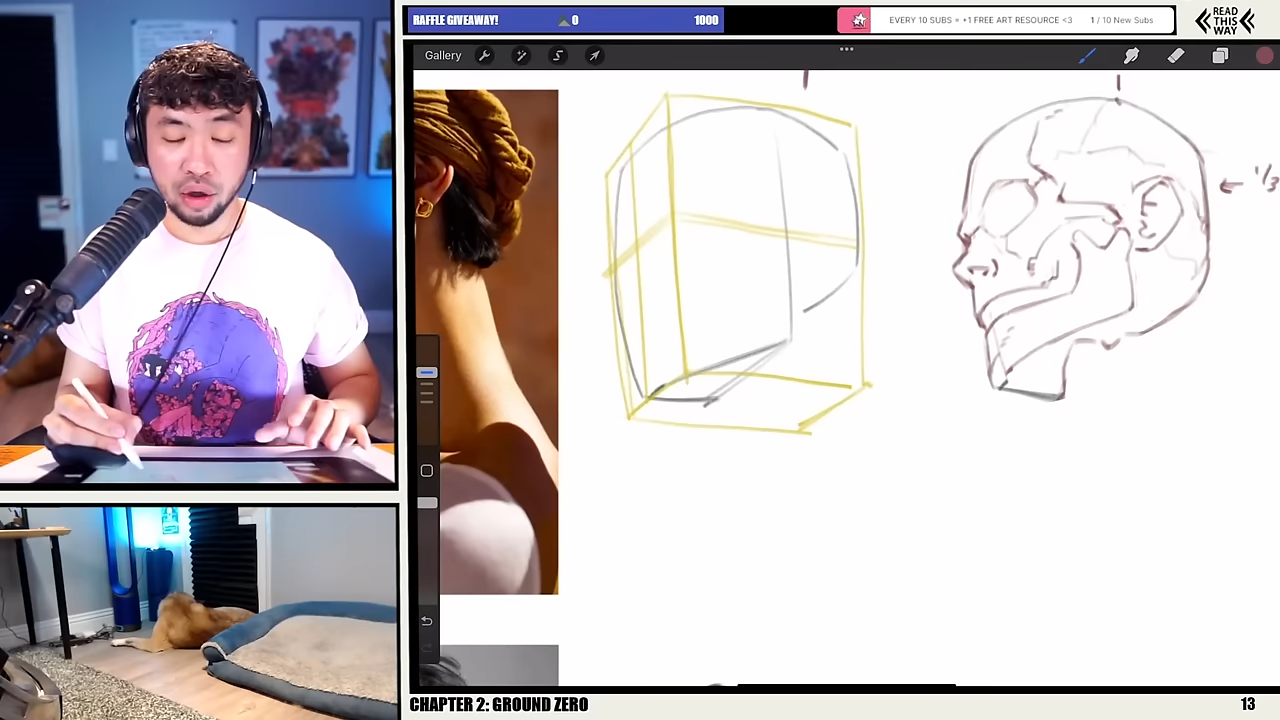 RAFFLE GIVEAWAY! 0 1000
EVERY 10 SUBS = +1 FREE ART RESOURCE <3 1 / 10 New Subs
READ
THIS
WAY
Gallery
1/3
CHAPTER 2: GROUND ZERO 13